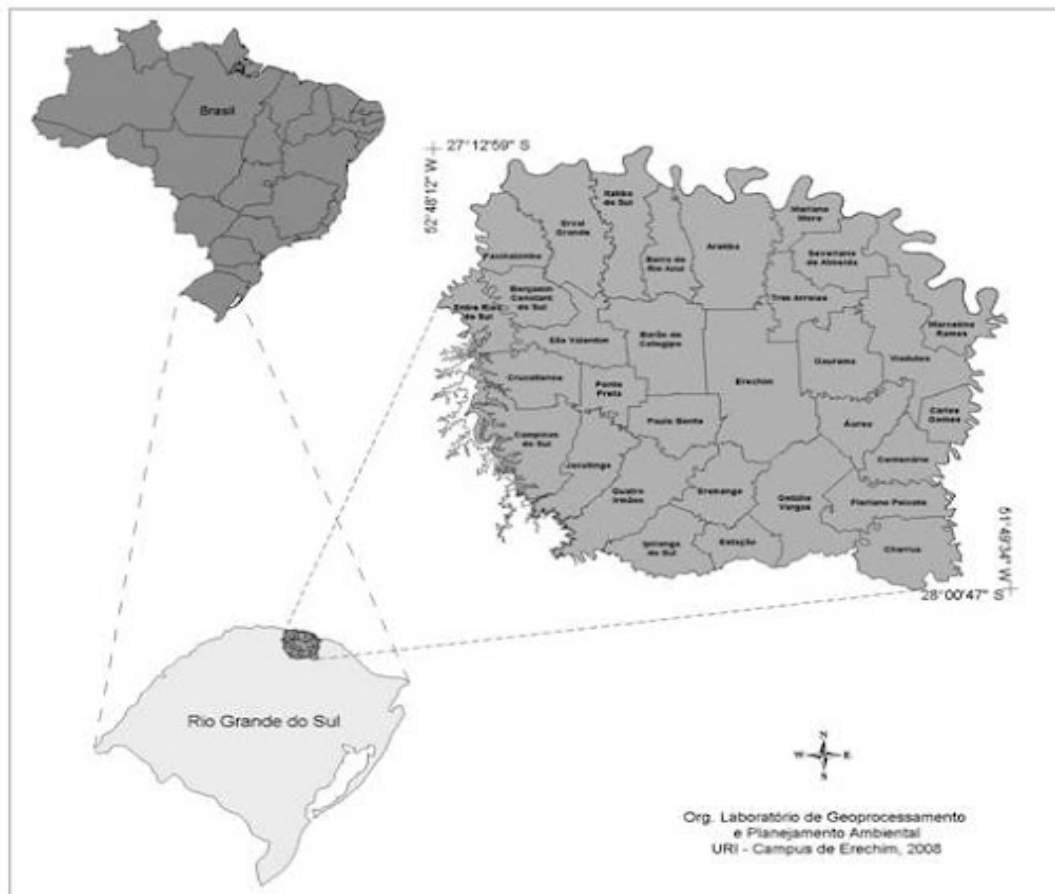 Brasil
27°12'59" S
52°48'12" W
Itatiba
do Sul
Mariano
Moro
Erval
Grande
Severiano
de Almeida
Faxinalzinho
Barra do
Rio Azul
Aratiba
Benjamin
Constant
do Sul
Três Arroios
Entre Rios
do Sul
Marcelino
Ramos
São Valentim
Barão de
Cotegipe
Gaurama
Viadutos
Cruzaltense
Ponte
Preta
Erechim
Carlos
Gomes
Paulo Bento
Áurea
Campinas
do Sul
Centenário
Jacutinga
Quatro
Irmãos
Erebango
Getúlio
Vargas
Floriano Peixoto
Ipiranga
do Sul
Estação
Charrua
51°49'34" W
28°00'47" S
Rio Grande do Sul
N
W
E
S
Org. Laboratório de Geoprocessamento
e Planejamento Ambiental
URI - Campus de Erechim, 2008